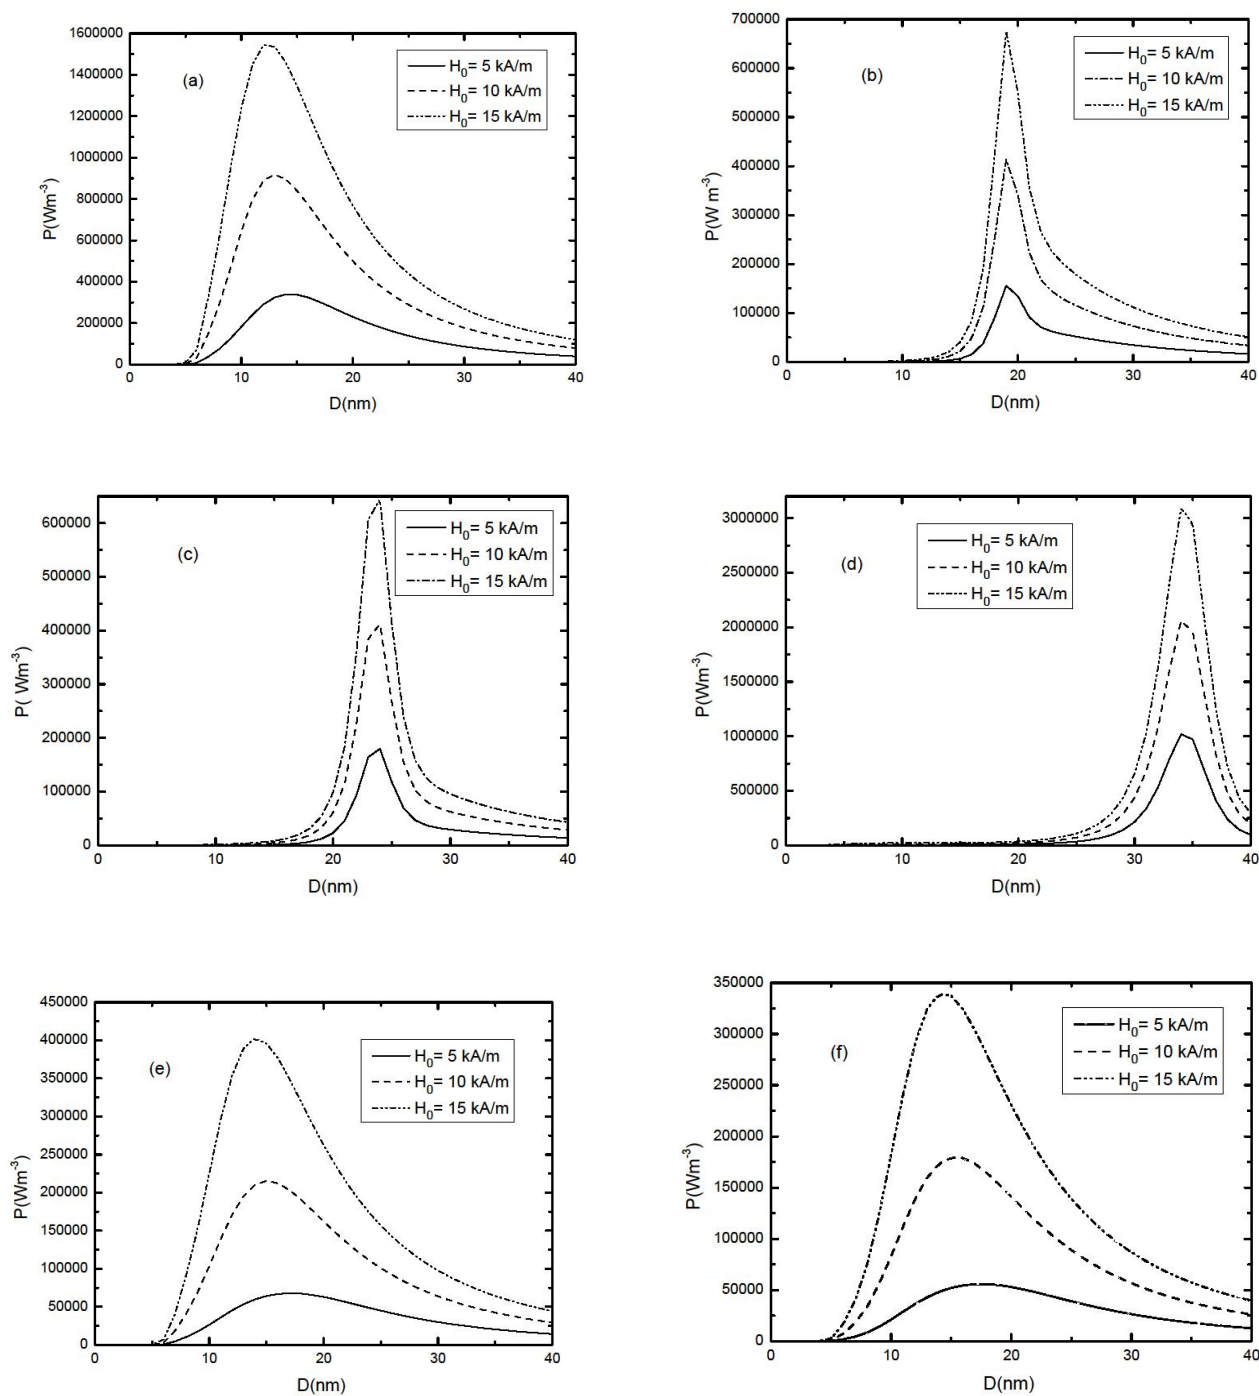 1600000
1400000
1200000
1000000
800000
600000
400000
200000
0
P(Wm-3)
(a)
H0= 5 kA/m
H0= 10 kA/m
H0= 15 kA/m
0 10 20 30 40
D(nm)
700000
600000
500000
400000
300000
200000
100000
0
P(W m-3)
(b)
H0= 5 kA/m
H0= 10 kA/m
H0= 15 kA/m
0 10 20 30 40
D(nm)
600000
500000
400000
300000
200000
100000
0
P( Wm-3)
(c)
H0= 5 kA/m
H0= 10 kA/m
H0= 15 kA/m
0 10 20 30 40
D(nm)
3000000
2500000
2000000
1500000
1000000
500000
0
P(Wm-3)
(d)
H0= 5 kA/m
H0= 10 kA/m
H0= 15 kA/m
0 10 20 30 40
D(nm)
450000
400000
350000
300000
250000
200000
150000
100000
50000
0
P(Wm-3)
(e)
H0= 5 kA/m
H0= 10 kA/m
H0= 15 kA/m
0 10 20 30 40
D(nm)
350000
300000
250000
200000
150000
100000
50000
0
P(Wm-3)
(f)
H0= 5 kA/m
H0= 10 kA/m
H0= 15 kA/m
0 10 20 30 40
D(nm)